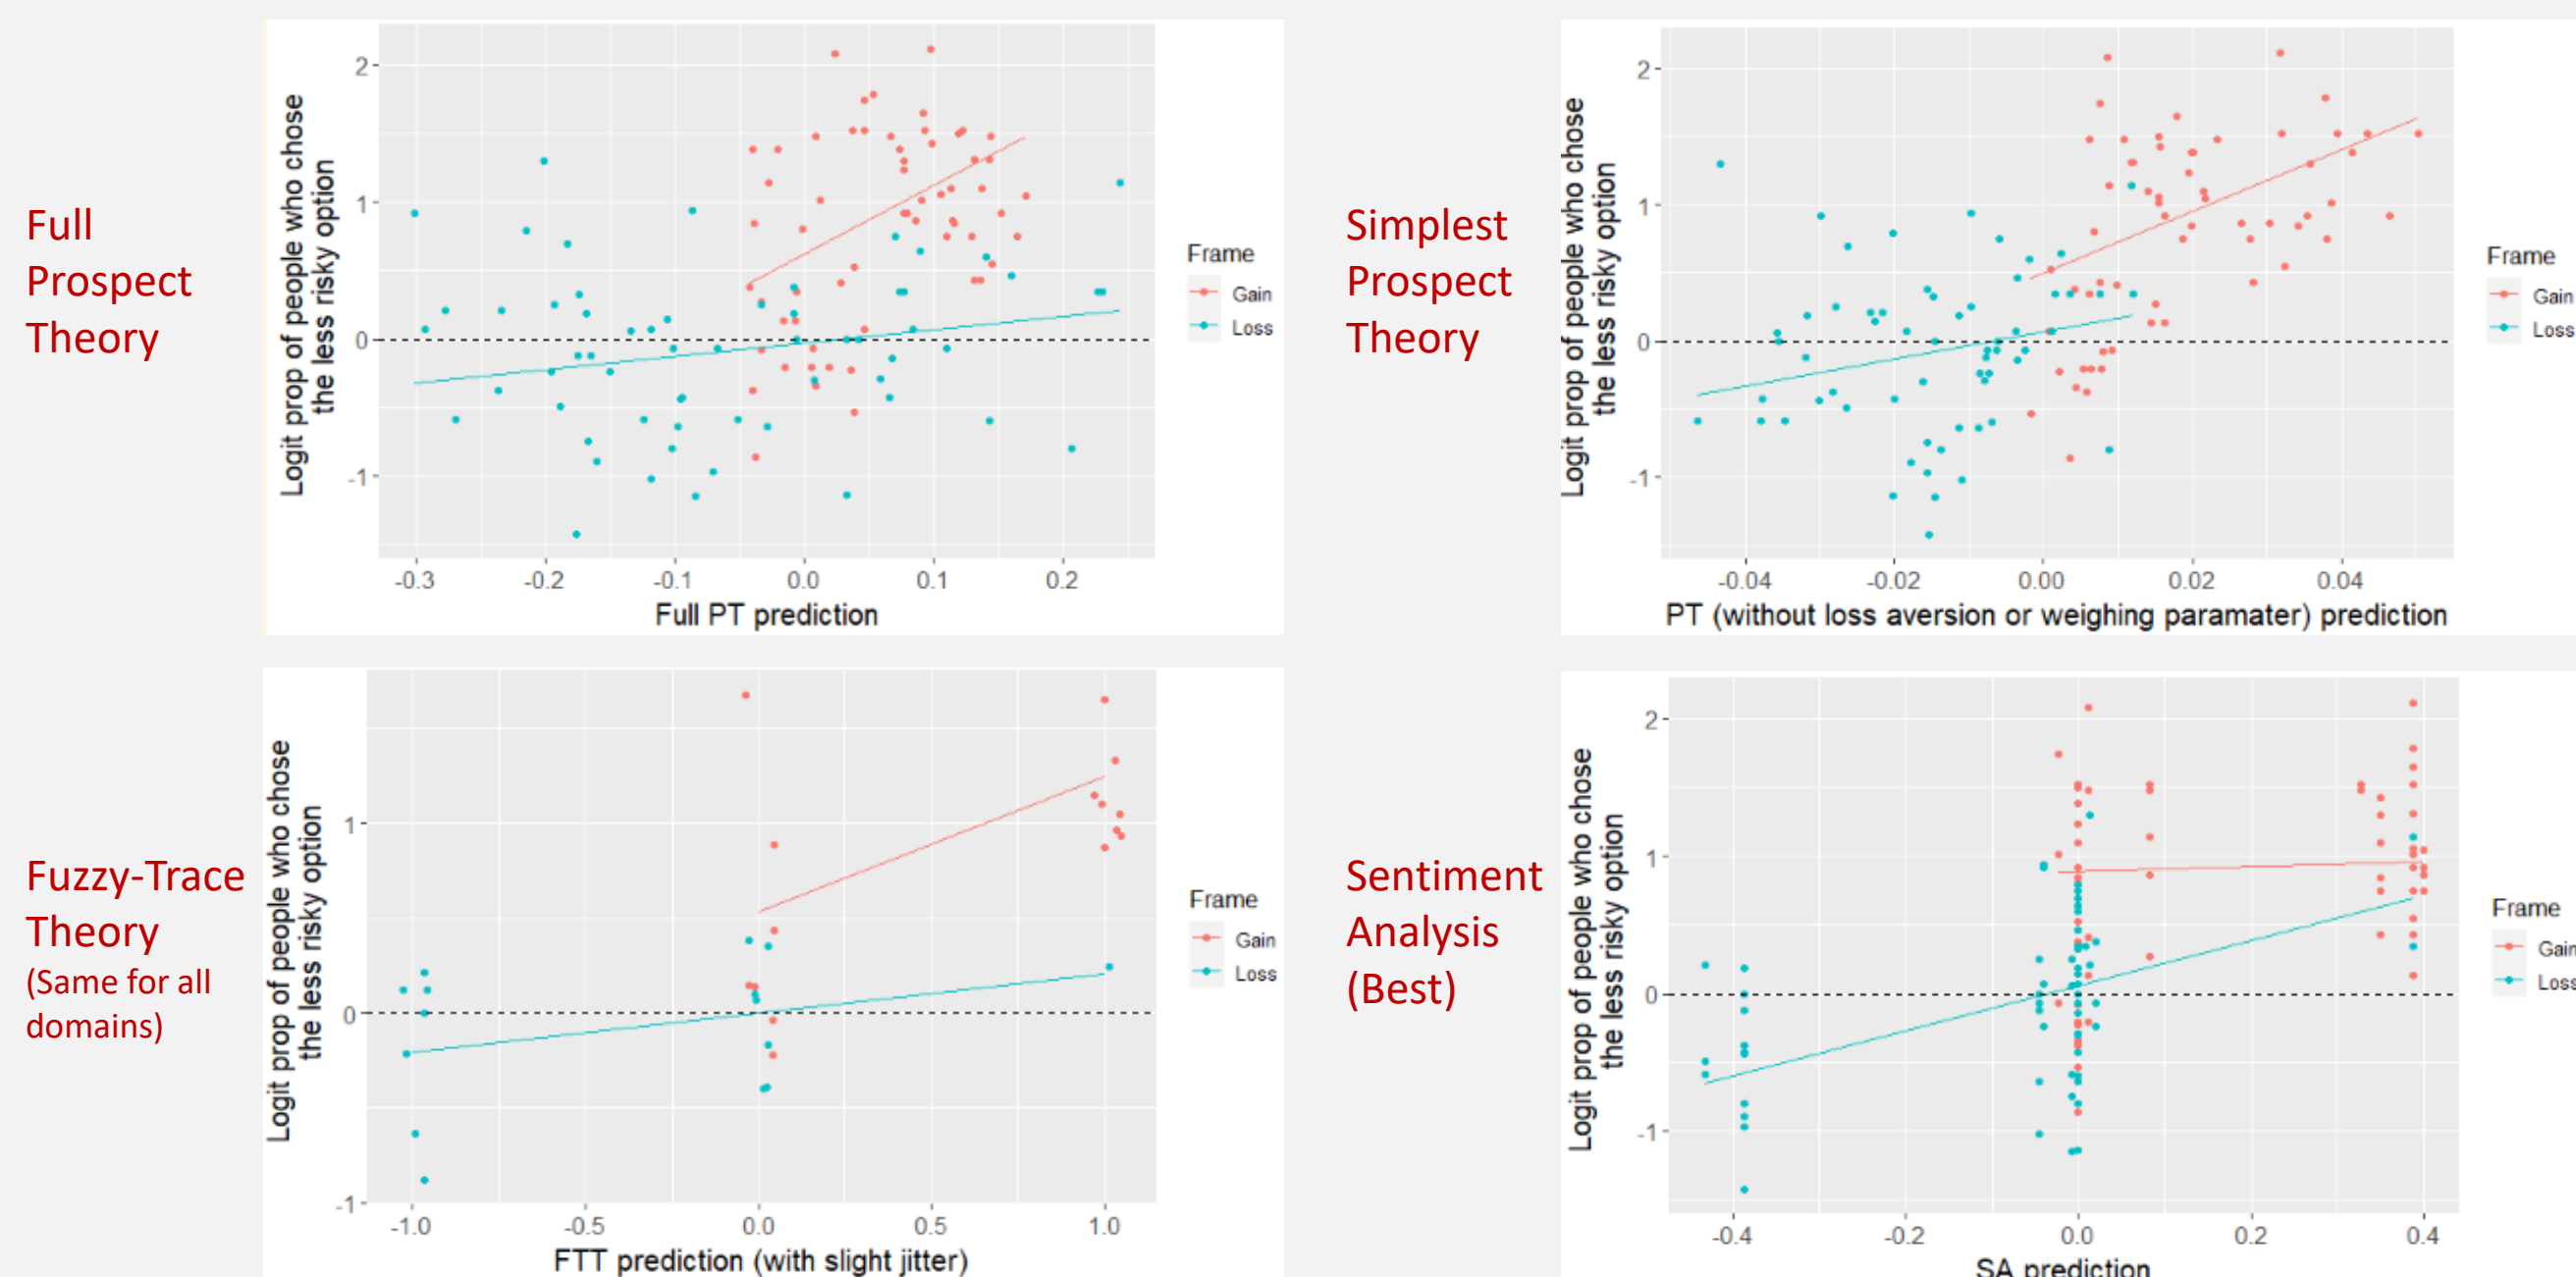 Full
Prospect
Theory
Logit prop of people who chose
the less risky option
2
1
0
-1
-0.3 -0.2 -0.1 0.0 0.1 0.2
Full PT prediction
Frame
Gain
Loss
Simplest
Prospect
Theory
Logit prop of people who chose
the less risky option
2
1
0
-1
-0.04 -0.02 0.00 0.02 0.04
PT (without loss aversion or weighing paramater) prediction
Frame
Gain
Loss
Fuzzy-Trace
Theory
(Same for all
domains)
Logit prop of people who chose
the less risky option
1
0
-1
-1.0 -0.5 0.0 0.5 1.0
FTT prediction (with slight jitter)
Frame
Gain
Loss
Sentiment
Analysis
(Best)
Logit prop of people who chose
the less risky option
2
1
0
-1
-0.4 -0.2 0.0 0.2 0.4
SA prediction
Frame
Gain
Loss